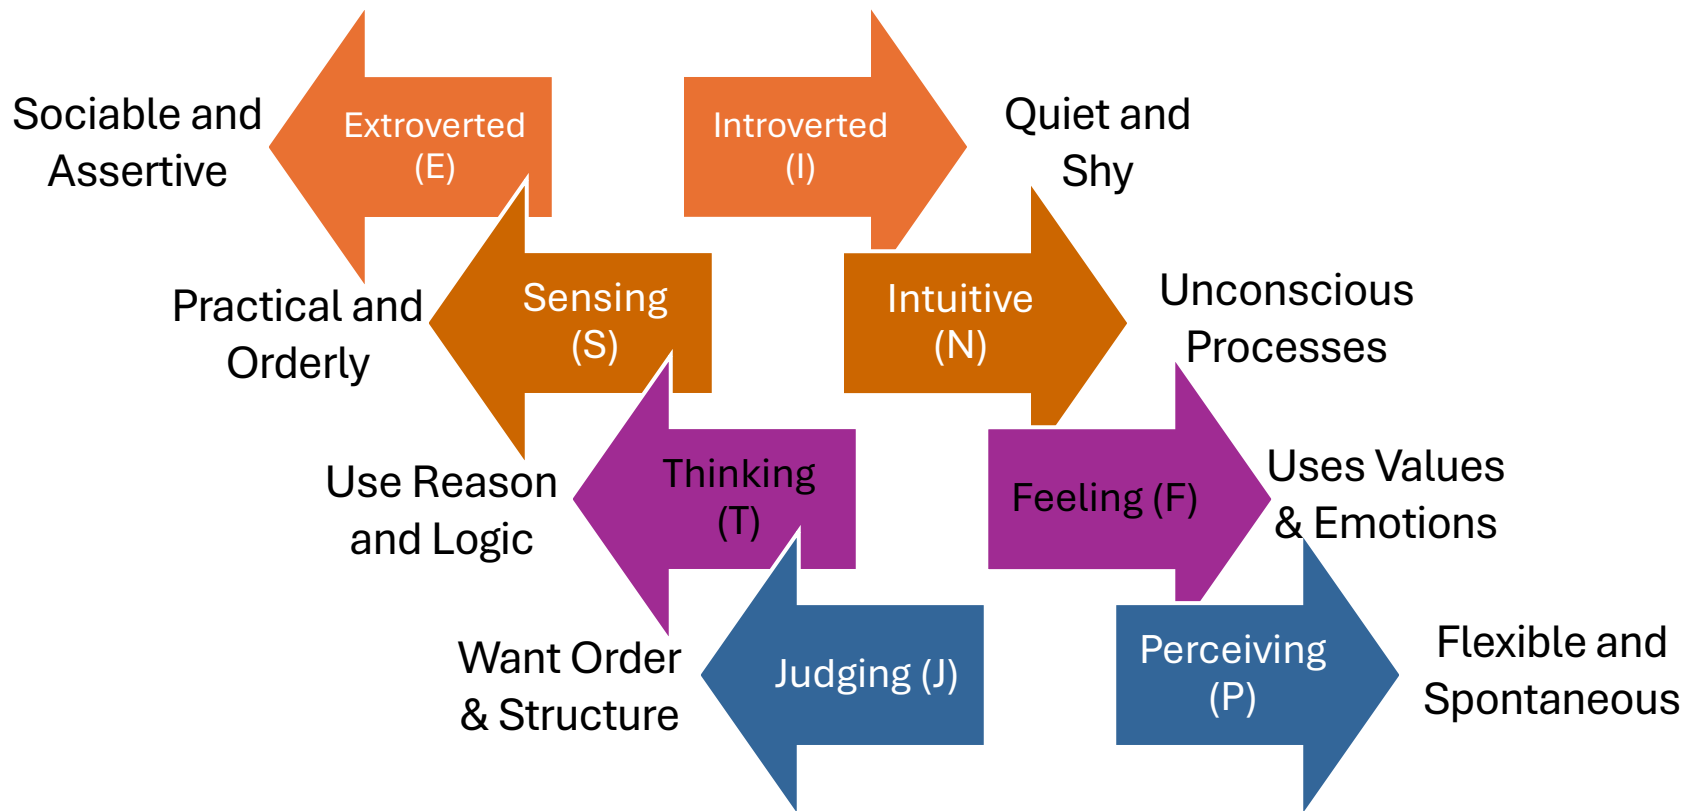 Sociable and
Assertive
Extroverted
(E)
Introverted
(I)
Quiet and
Shy
Practical and
Orderly
Sensing
(S)
Intuitive
(N)
Unconscious
Processes
Use Reason
and Logic
Thinking
(T)
Feeling (F)
Uses Values
& Emotions
Want Order
& Structure
Judging (J)
Perceiving
(P)
Flexible and
Spontaneous